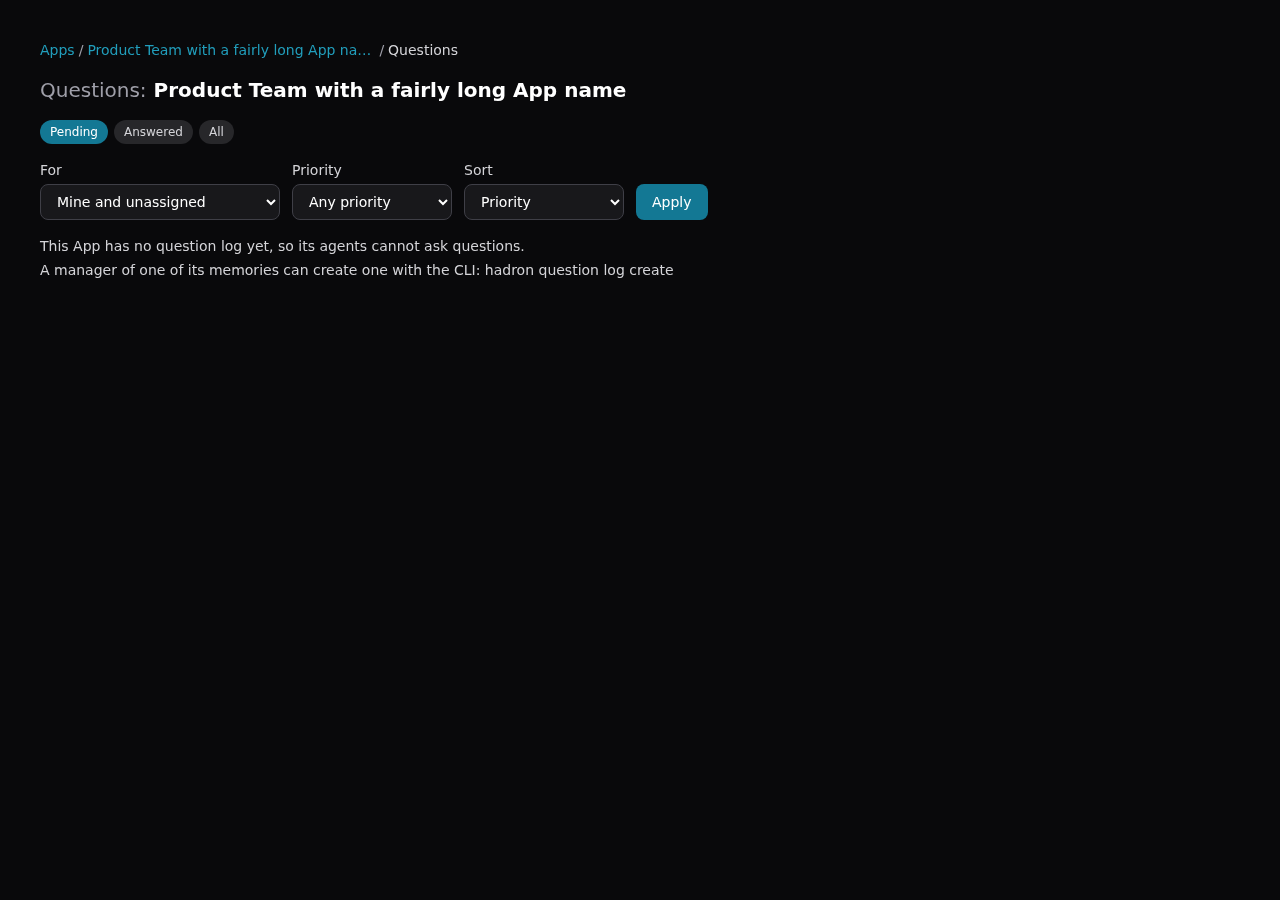 Apps / Product Team with a fairly long App na… / Questions
Questions: Product Team with a fairly long App name
Pending Answered All
For Priority Sort
Mine and unassigned Any priority Priority Apply
This App has no question log yet, so its agents cannot ask questions.
A manager of one of its memories can create one with the CLI: hadron question log create